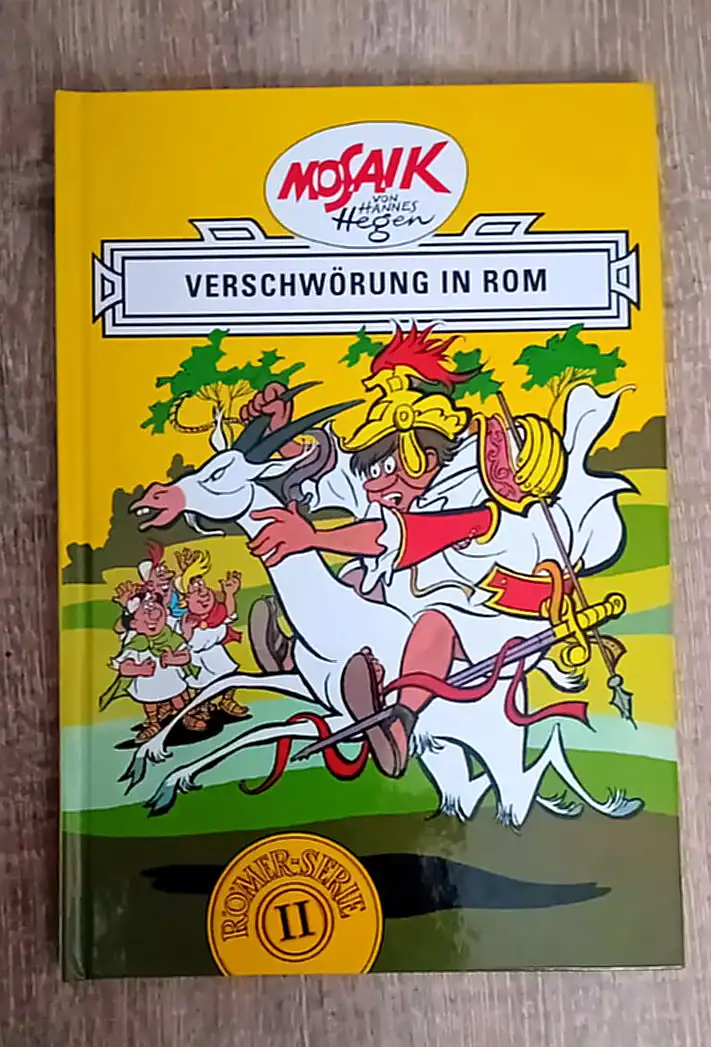 MOSAIK
VON
HANNES
Hegen
VERSCHWÖRUNG IN ROM
RÖMER-SERIE
II